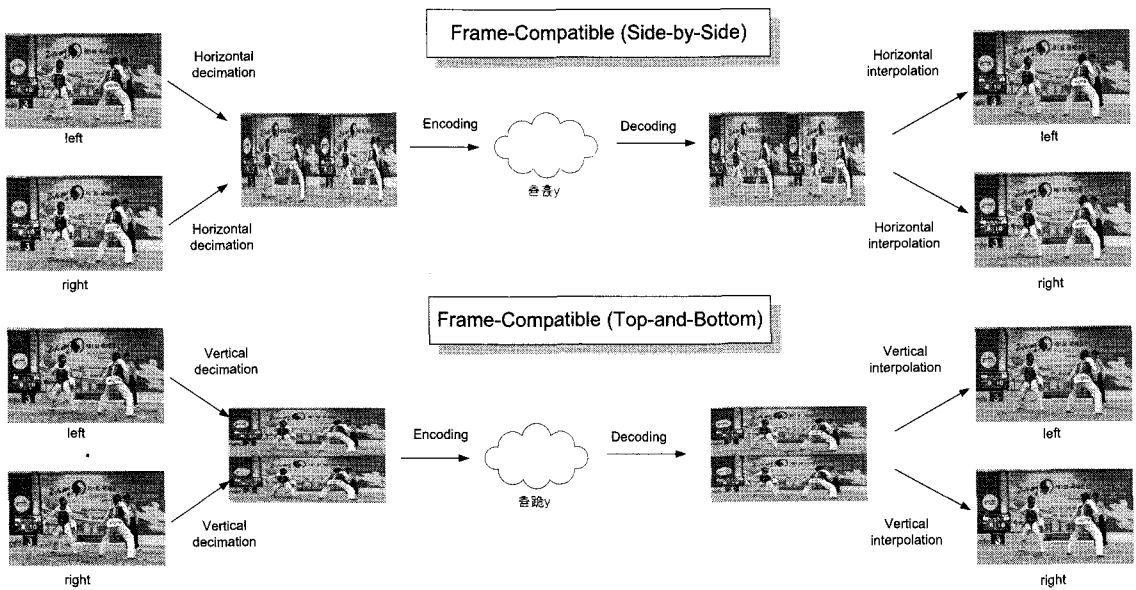 Frame-Compatible (Side-by-Side)
Horizontal
decimation
left
Horizontal
decimation
right
Encoding
Decoding
Horizontal
interpolation
left
Horizontal
interpolation
right
Frame-Compatible (Top-and-Bottom)
Vertical
decimation
left
Vertical
decimation
right
Encoding
Decoding
Vertical
interpolation
left
Vertical
interpolation
right